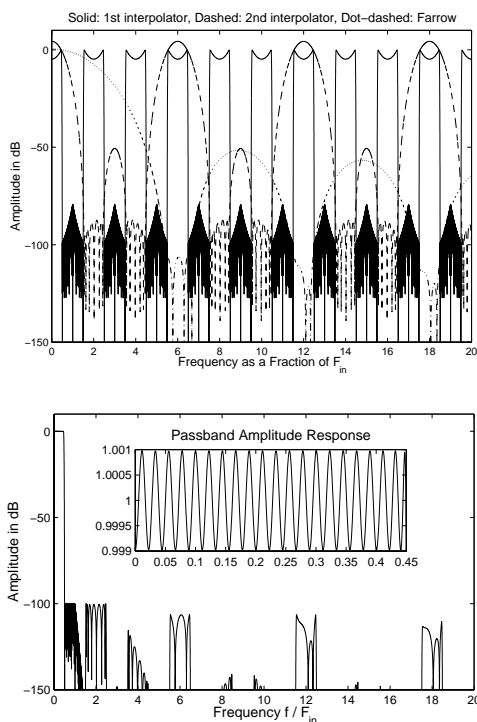 Solid: 1st interpolator, Dashed: 2nd interpolator, Dot−dashed: Farrow
0
−50
−100
−150
Amplitude in dB
0 2 4 6 8 10 12 14 16 18 20
Frequency as a Fraction of F_in
Passband Amplitude Response
1.001
1.0005
1
0.9995
0.999
0 0.05 0.1 0.15 0.2 0.25 0.3 0.35 0.4 0.45
0
−50
−100
−150
Amplitude in dB
0 2 4 6 8 10 12 14 16 18 20
Frequency f / F_in